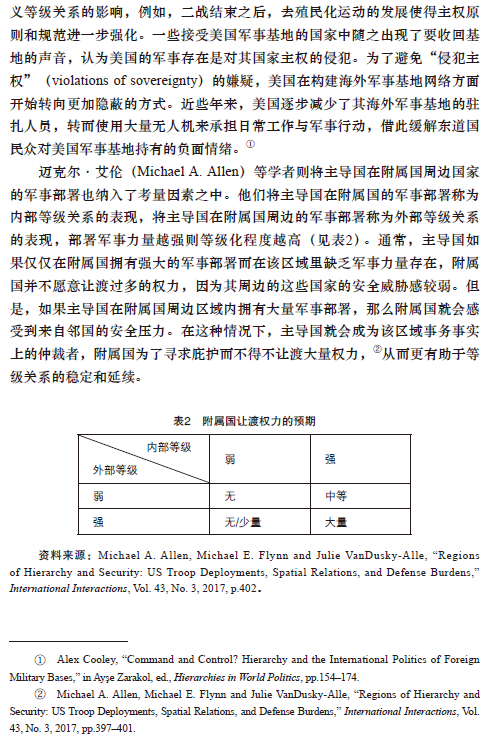 义等级关系的影响，例如，二战结束之后，去殖民化运动的发展使得主权原
则和规范进一步强化。一些接受美国军事基地的国家中随之出现了要收回基
地的声音，认为美国的军事存在是对其国家主权的侵犯。为了避免“侵犯主
权”（violations of sovereignty）的嫌疑，美国在构建海外军事基地网络方面
开始转向更加隐蔽的方式。近些年来，美国逐步减少了其海外军事基地的驻
扎人员，转而使用大量无人机来承担日常工作与军事行动，借此缓解东道国
民众对美国军事基地持有的负面情绪。①
迈克尔·艾伦（Michael A. Allen）等学者则将主导国在附属国周边国家
的军事部署也纳入了考量因素之中。他们将主导国在附属国的军事部署称为
内部等级关系的表现，将主导国在附属国周边的军事部署称为外部等级关系
的表现，部署军事力量越强则等级化程度越高（见表2）。通常，主导国如
果仅仅在附属国拥有强大的军事部署而在该区域里缺乏军事力量存在，附属
国并不愿意让渡过多的权力，因为其周边的这些国家的安全威胁感较弱。但
是，如果主导国在附属国周边区域内拥有大量军事部署，那么附属国就会感
受到来自邻国的安全压力。在这种情况下，主导国就会成为该区域事务事实
上的仲裁者，附属国为了寻求庇护而不得不让渡大量权力，②从而更有助于等
级关系的稳定和延续。
表2 附属国让渡权力的预期
内部等级
外部等级
弱 强
弱 无 中等
强 无/少量 大量
资料来源：Michael A. Allen, Michael E. Flynn and Julie VanDusky-Alle, “Regions
of Hierarchy and Security: US Troop Deployments, Spatial Relations, and Defense Burdens,”
International Interactions, Vol. 43, No. 3, 2017, p.402。
① Alex Cooley, “Command and Control? Hierarchy and the International Politics of Foreign
Military Bases,” in Ayşe Zarakol, ed., Hierarchies in World Politics, pp.154–174.
② Michael A. Allen, Michael E. Flynn and Julie VanDusky-Alle, “Regions of Hierarchy and
Security: US Troop Deployments, Spatial Relations, and Defense Burdens,” International Interactions, Vol.
43, No. 3, 2017, pp.397–401.